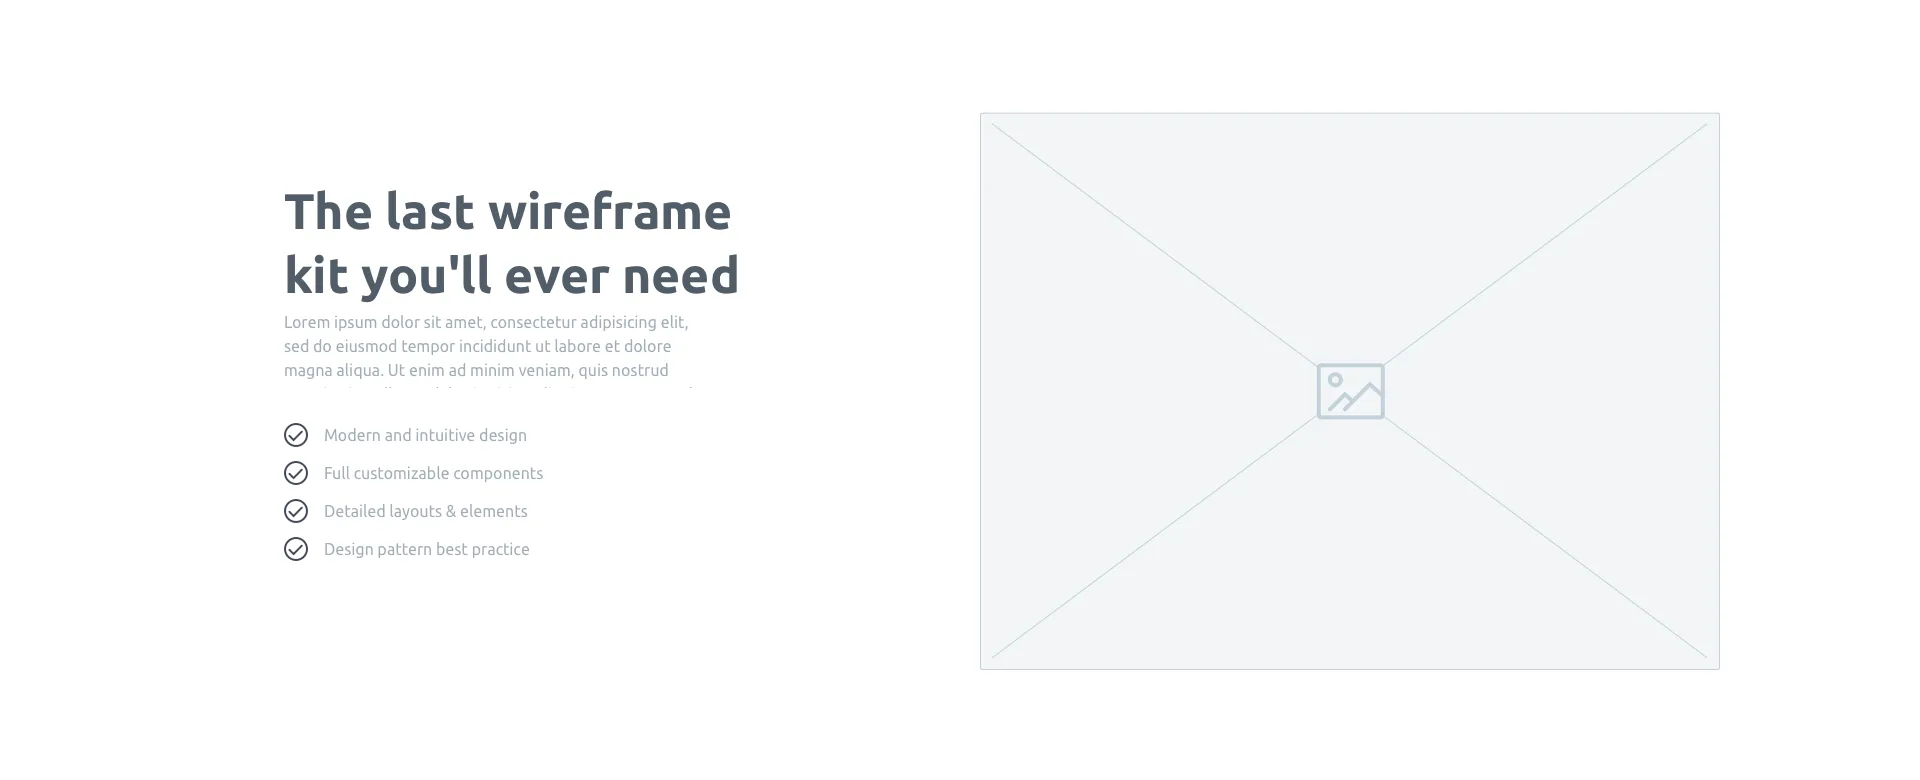 The last wireframe
kit you'll ever need
Lorem ipsum dolor sit amet, consectetur adipisicing elit,
sed do eiusmod tempor incididunt ut labore et dolore
magna aliqua. Ut enim ad minim veniam, quis nostrud
Modern and intuitive design
Full customizable components
Detailed layouts & elements
Design pattern best practice